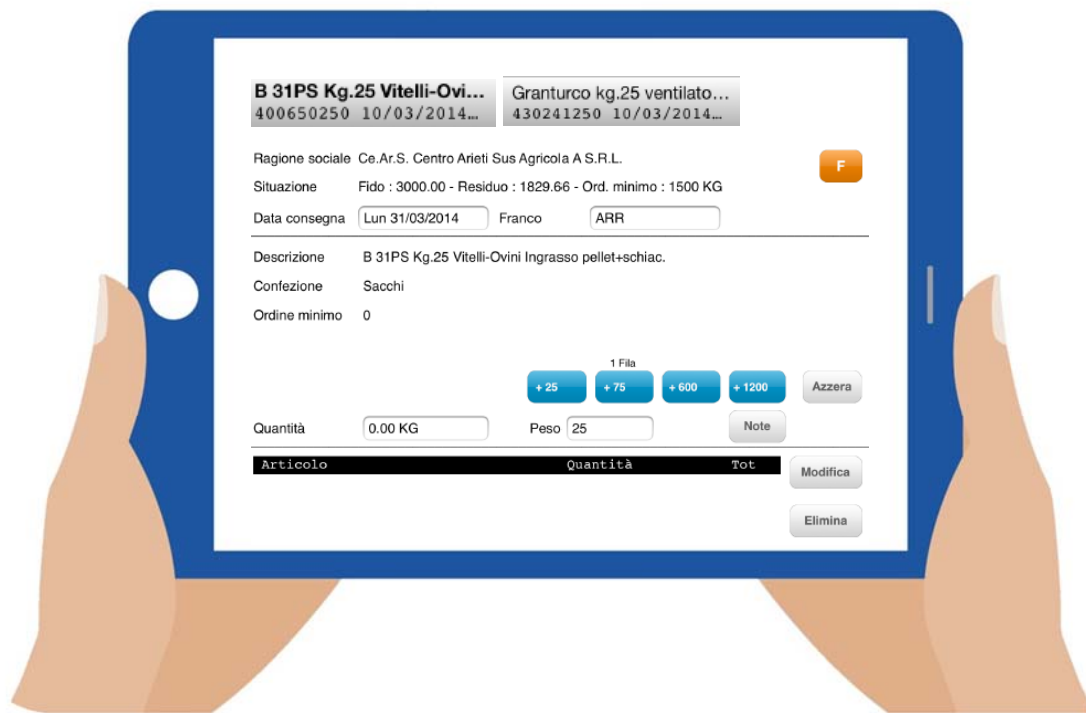 B 31PS Kg.25 Vitelli-Ovi...
400650250 10/03/2014…
Granturco kg.25 ventilato...
430241250 10/03/2014…
Ragione sociale Ce.Ar.S. Centro Arieti Sus Agricola A S.R.L.
F
Situazione Fido : 3000.00 - Residuo : 1829.66 - Ord. minimo : 1500 KG
Data consegna Lun 31/03/2014 Franco ARR
Descrizione B 31PS Kg.25 Vitelli-Ovini Ingrasso pellet+schiac.
Confezione Sacchi
Ordine minimo 0
1 Fila
+ 25 + 75 + 600 + 1200 Azzera
Quantità 0.00 KG Peso 25 Note
Articolo Quantità Tot
Modifica
Elimina